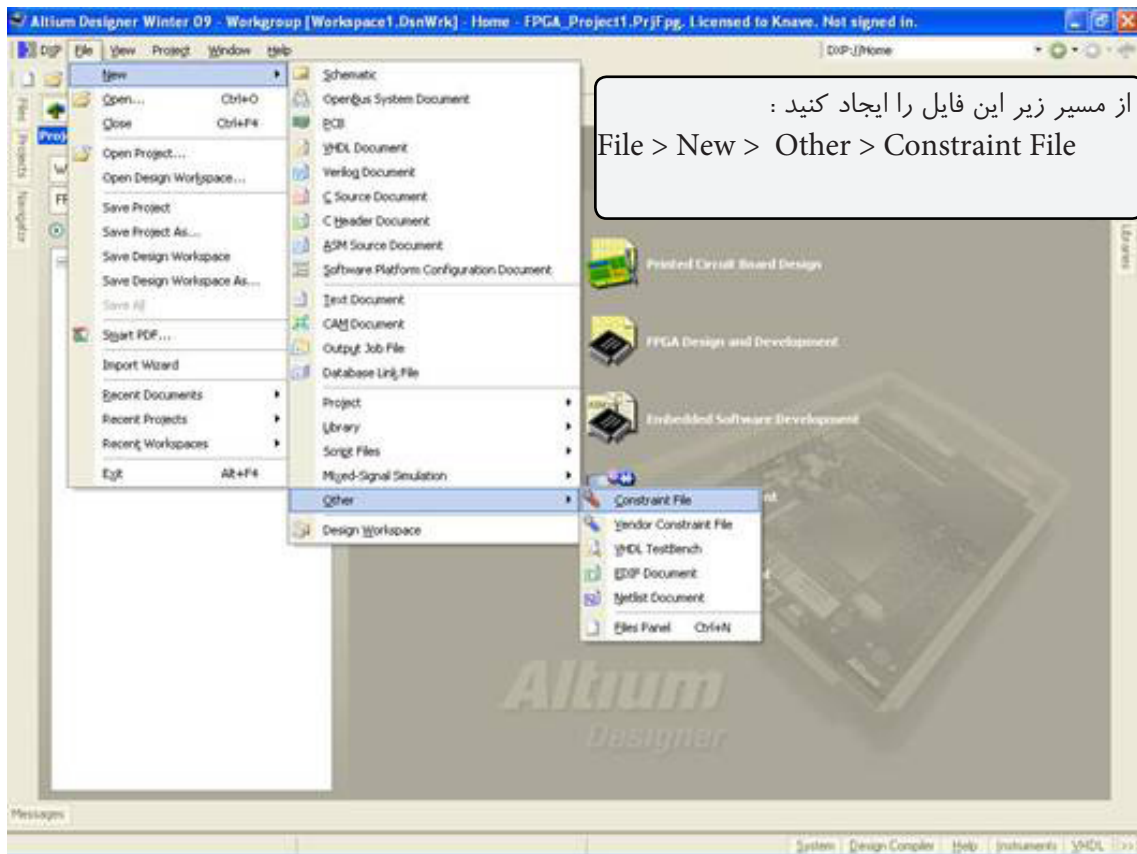 Altium Designer Winter 09 - Workgroup [Workspace1.DsnWrk] - Home - FPGA_Project1.PrjFpg. Licensed to Knave. Not signed in.
DXP File View Project Window Help
DXP://Home
از مسیر زیر این فایل را ایجاد کنید :
File > New > Other > Constraint File
New
Open... Ctrl+O
Close Ctrl+F4
Open Project...
Open Design Workspace...
Save Project
Save Project As...
Save Design Workspace
Save Design Workspace As...
Save All
Smart PDF...
Import Wizard
Recent Documents
Recent Projects
Recent Workspaces
Exit Alt+F4
Schematic
OpenBus System Document
PCB
VHDL Document
Verilog Document
C Source Document
C Header Document
ASM Source Document
Software Platform Configuration Document
Text Document
CAM Document
Output Job File
Database Link File
Project
Library
Script Files
Mixed-Signal Simulation
Other
Design Workspace
Constraint File
Vendor Constraint File
VHDL TestBench
EDIF Document
Netlist Document
Files Panel Ctrl+N
Printed Circuit Board Design
FPGA Design and Development
Embedded Software Development
Files
Projects
Navigator
Libraries
Altium
Designer
Messages
System Design Compiler Help Instruments VHDL >>